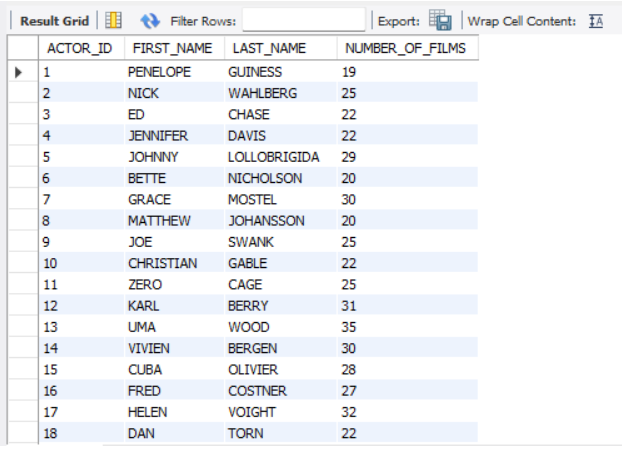 Result Grid Filter Rows: Export: Wrap Cell Content: IA
ACTOR_ID FIRST_NAME LAST_NAME NUMBER_OF_FILMS
1 PENELOPE GUINESS 19
2 NICK WAHLBERG 25
3 ED CHASE 22
4 JENNIFER DAVIS 22
5 JOHNNY LOLLOBRIGIDA 29
6 BETTE NICHOLSON 20
7 GRACE MOSTEL 30
8 MATTHEW JOHANSSON 20
9 JOE SWANK 25
10 CHRISTIAN GABLE 22
11 ZERO CAGE 25
12 KARL BERRY 31
13 UMA WOOD 35
14 VIVIEN BERGEN 30
15 CUBA OLIVIER 28
16 FRED COSTNER 27
17 HELEN VOIGHT 32
18 DAN TORN 22